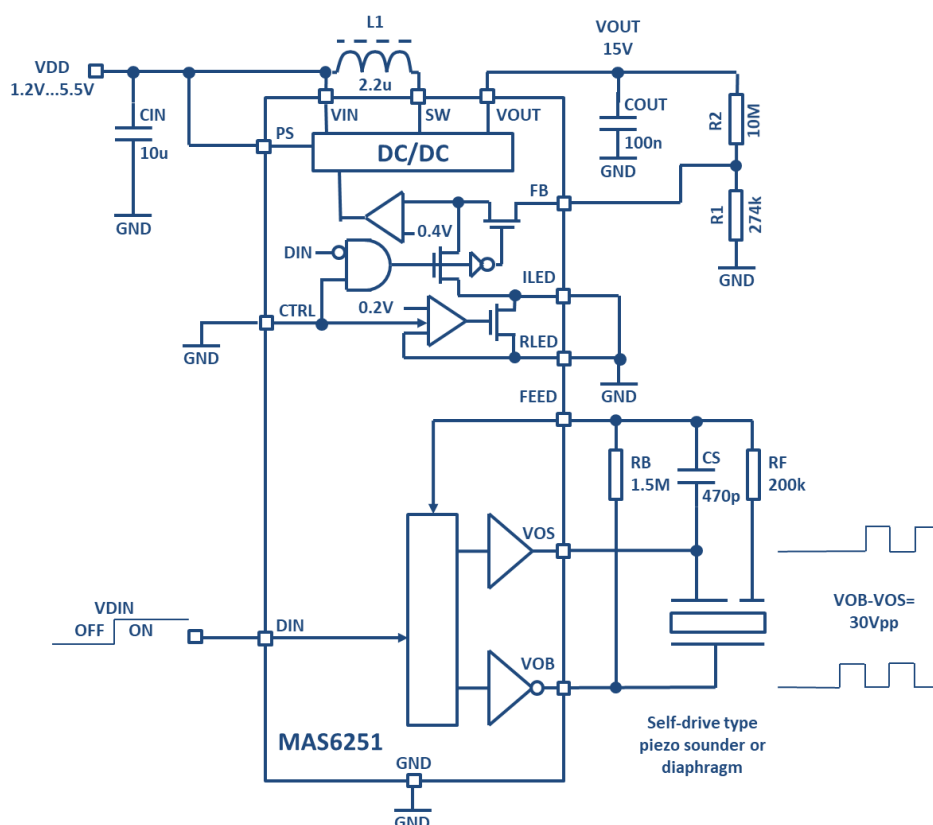 L1
VOUT
15V
VDD
1.2V...5.5V
2.2u
CIN
10u
VIN
SW
VOUT
COUT
100n
R2
10M
PS
DC/DC
GND
FB
R1
274k
GND
0.4V
DIN
GND
ILED
CTRL
0.2V
GND
RLED
GND
FEED
RB
1.5M
CS
470p
RF
200k
VOS
VDIN
OFF
ON
DIN
VOB-VOS=
30Vpp
VOB
MAS6251
GND
Self-drive type
piezo sounder or
diaphragm
GND